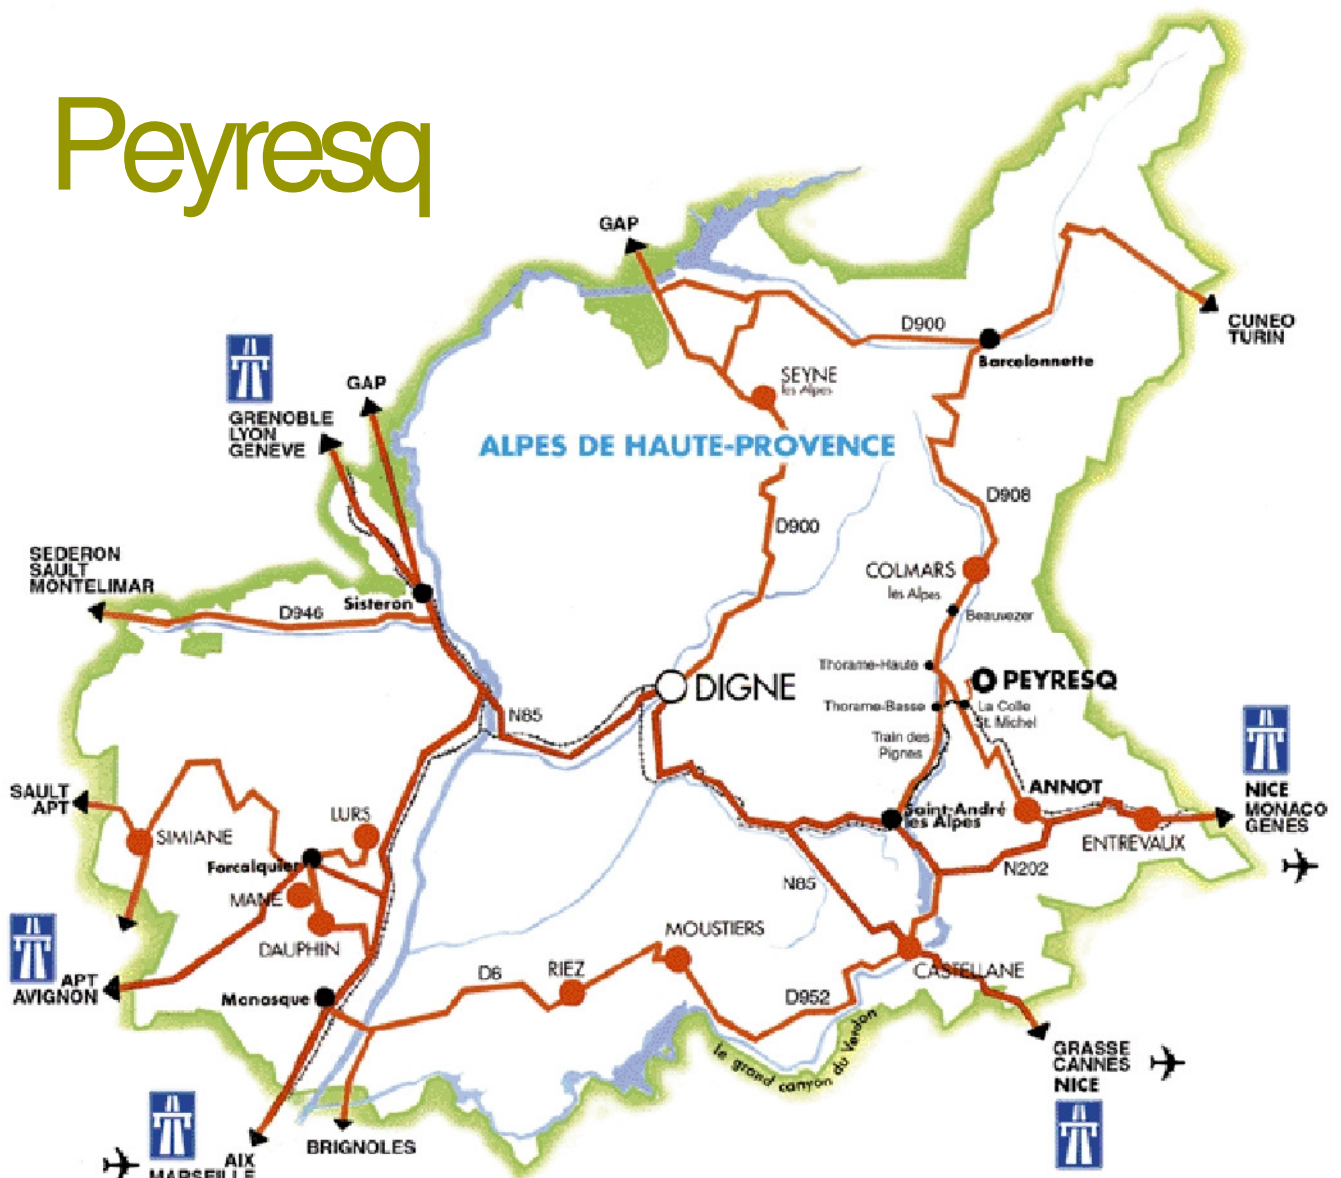 Peyresq
GAP
CUNEO
TURIN
D900
Barcelonnette
SEYNE
les Alpes
GAP
GRENOBLE
LYON
GENEVE
ALPES DE HAUTE-PROVENCE
D908
D900
SEDERON
SAULT
MONTELIMAR
COLMARS
les Alpes
Sisteron
D946
Beauvezer
Thorame-Haute
PEYRESQ
DIGNE
Thorame-Basse
La Colle
St. Michel
N85
Train des
Pignes
ANNOT
SAULT
APT
NICE
MONACO
GENES
LURS
Saint-André
les Alpes
SIMIANE
ENTREVAUX
Forcalquier
N202
N85
MANE
MOUSTIERS
DAUPHIN
RIEZ
D6
CASTELLANE
APT
AVIGNON
Manosque
D952
le grand canyon du Verdon
GRASSE
CANNES
NICE
BRIGNOLES
AIX
MARSEILLE